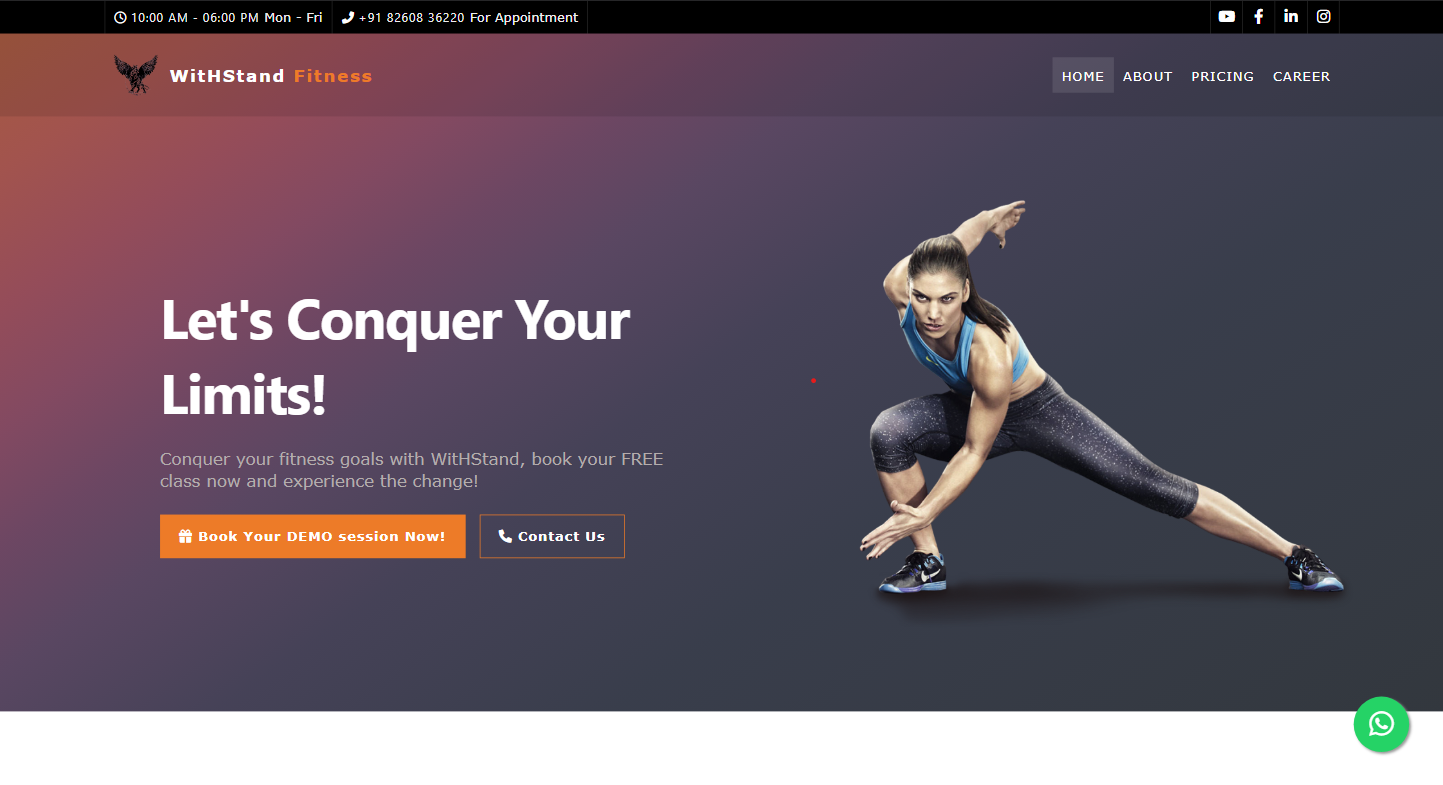 10:00 AM - 06:00 PM Mon - Fri
+91 82608 36220 For Appointment
WitHStand Fitness
HOME ABOUT PRICING CAREER
Let's Conquer Your
Limits!
Conquer your fitness goals with WitHStand, book your FREE
class now and experience the change!
Book Your DEMO session Now!
Contact Us